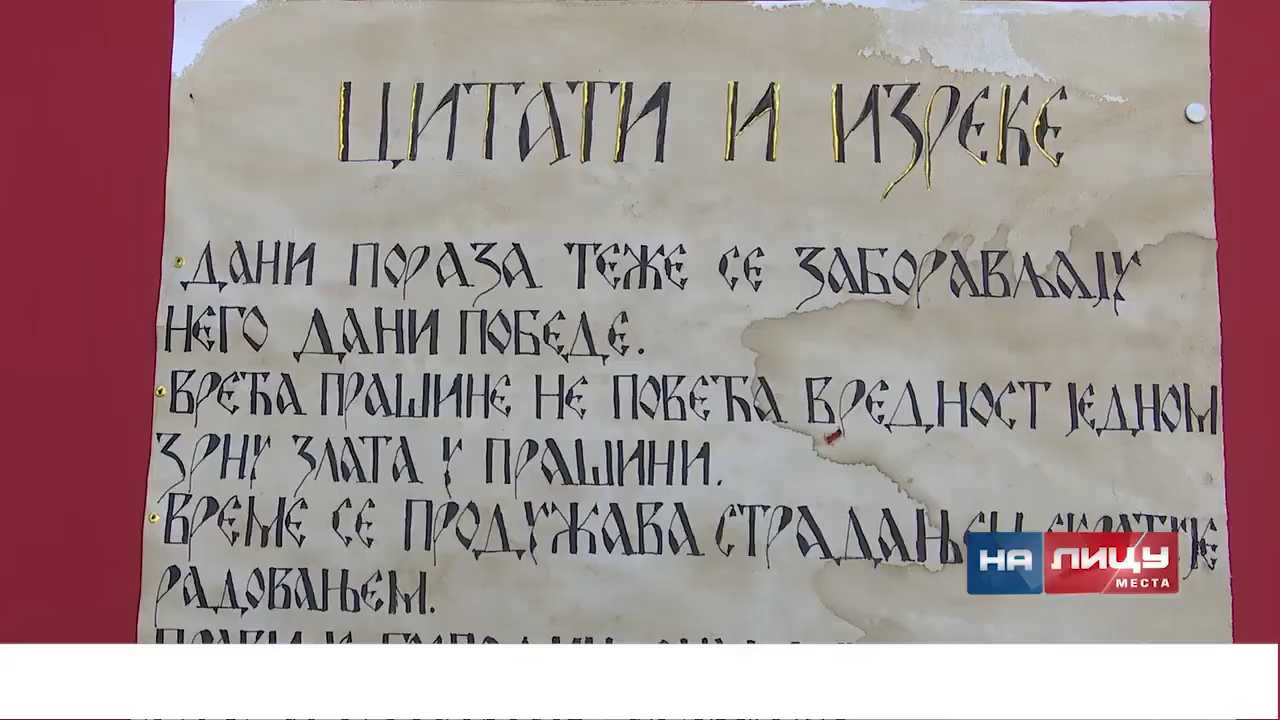 ЦИТАТИ И ИЗРЕКЕ
ДАНИ ПОРАЗА ТЕЖЕ СЕ ЗАБОРАВЉАЈУ
НЕГО ДАНИ ПОБЕДЕ.
ВРЕЋА ПРАШИНЕ НЕ ПОВЕЋА ВРЕДНОСТ ЈЕДНОМ
ЗРНУ ЗЛАТА У ПРАШИНИ.
ВРЕМЕ СЕ ПРОДУЖАВА
РАДОВАЊЕМ.
НА ЛИЦУ
МЕСТА